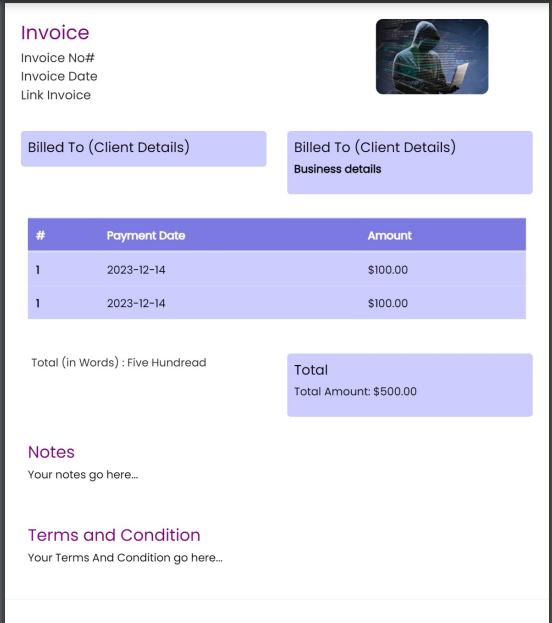 Invoice
Invoice No#
Invoice Date
Link Invoice
Billed To (Client Details)
Billed To (Client Details)
Business details
# Payment Date Amount
1 2023-12-14 $100.00
1 2023-12-14 $100.00
Total (in Words) : Five Hundread
Total
Total Amount: $500.00
Notes
Your notes go here...
Terms and Condition
Your Terms And Condition go here...